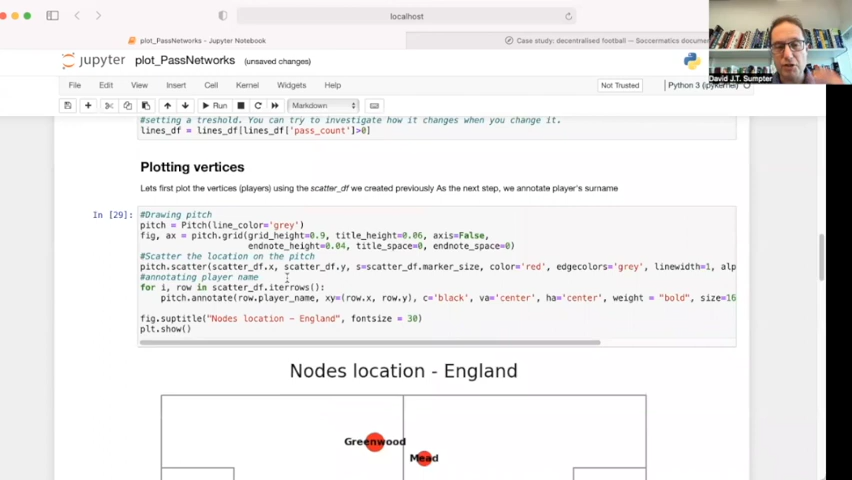 localhost
plot_PassNetworks - Jupyter Notebook
Case study: decentralised football — Soccermatics docume
jupyter plot_PassNetworks (unsaved changes)
David J.T. Sumpter
File Edit View Insert Cell Kernel Widgets Help
Not Trusted
Python 3 (ipykernel)
Run
Markdown
#setting a treshold. You can try to investigate how it changes when you change it.
lines_df = lines_df[lines_df['pass_count']>0]
Plotting vertices
Lets first plot the vertices (players) using the scatter_df we created previously As the next step, we annotate player's surname
In [29]:
#Drawing pitch
pitch = Pitch(line_color='grey')
fig, ax = pitch.grid(grid_height=0.9, title_height=0.06, axis=False,
endnote_height=0.04, title_space=0, endnote_space=0)
#Scatter the location on the pitch
pitch.scatter(scatter_df.x, scatter_df.y, s=scatter_df.marker_size, color='red', edgecolors='grey', linewidth=1, alp
#annotating player name
for i, row in scatter_df.iterrows():
pitch.annotate(row.player_name, xy=(row.x, row.y), c='black', va='center', ha='center', weight = "bold", size=16
fig.suptitle("Nodes location - England", fontsize = 30)
plt.show()
Nodes location - England
Greenwood
Mead